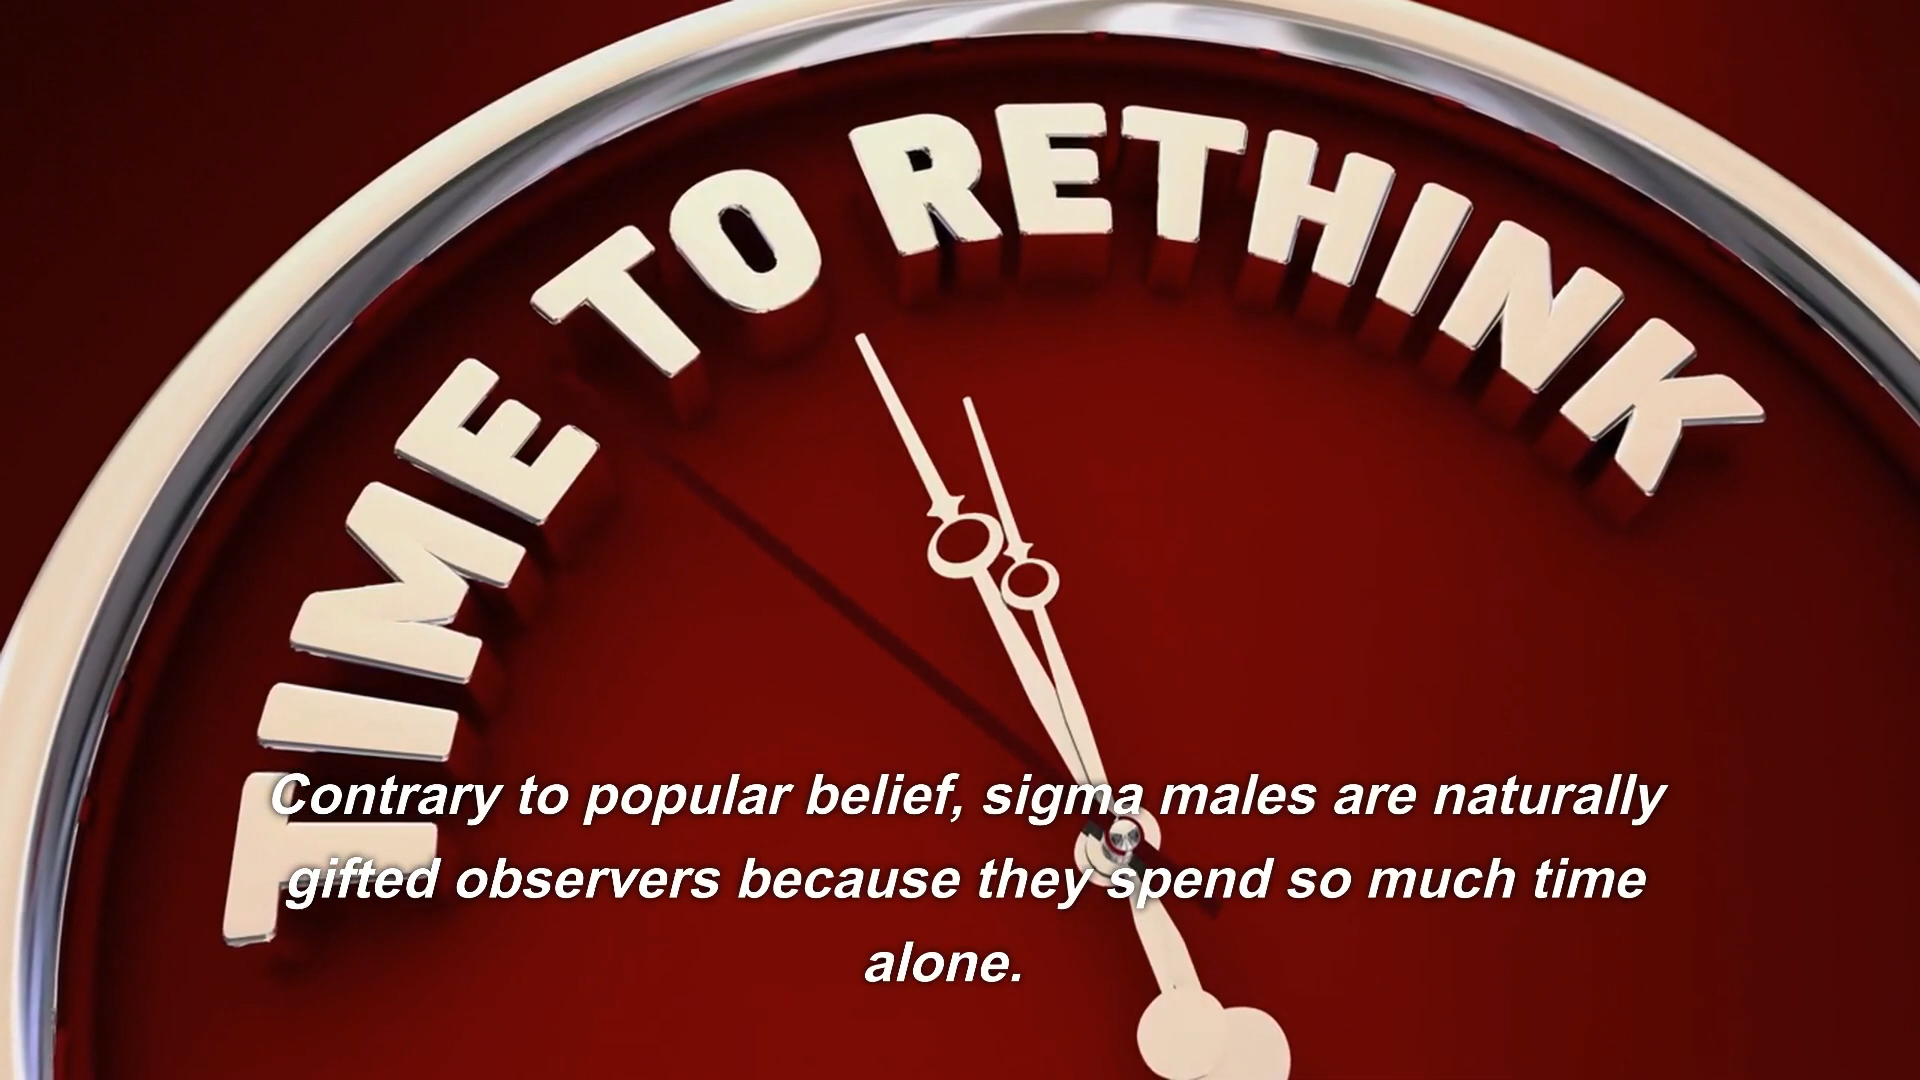 TIME TO RETHINK
Contrary to popular belief, sigma males are naturally
gifted observers because they spend so much time
alone.